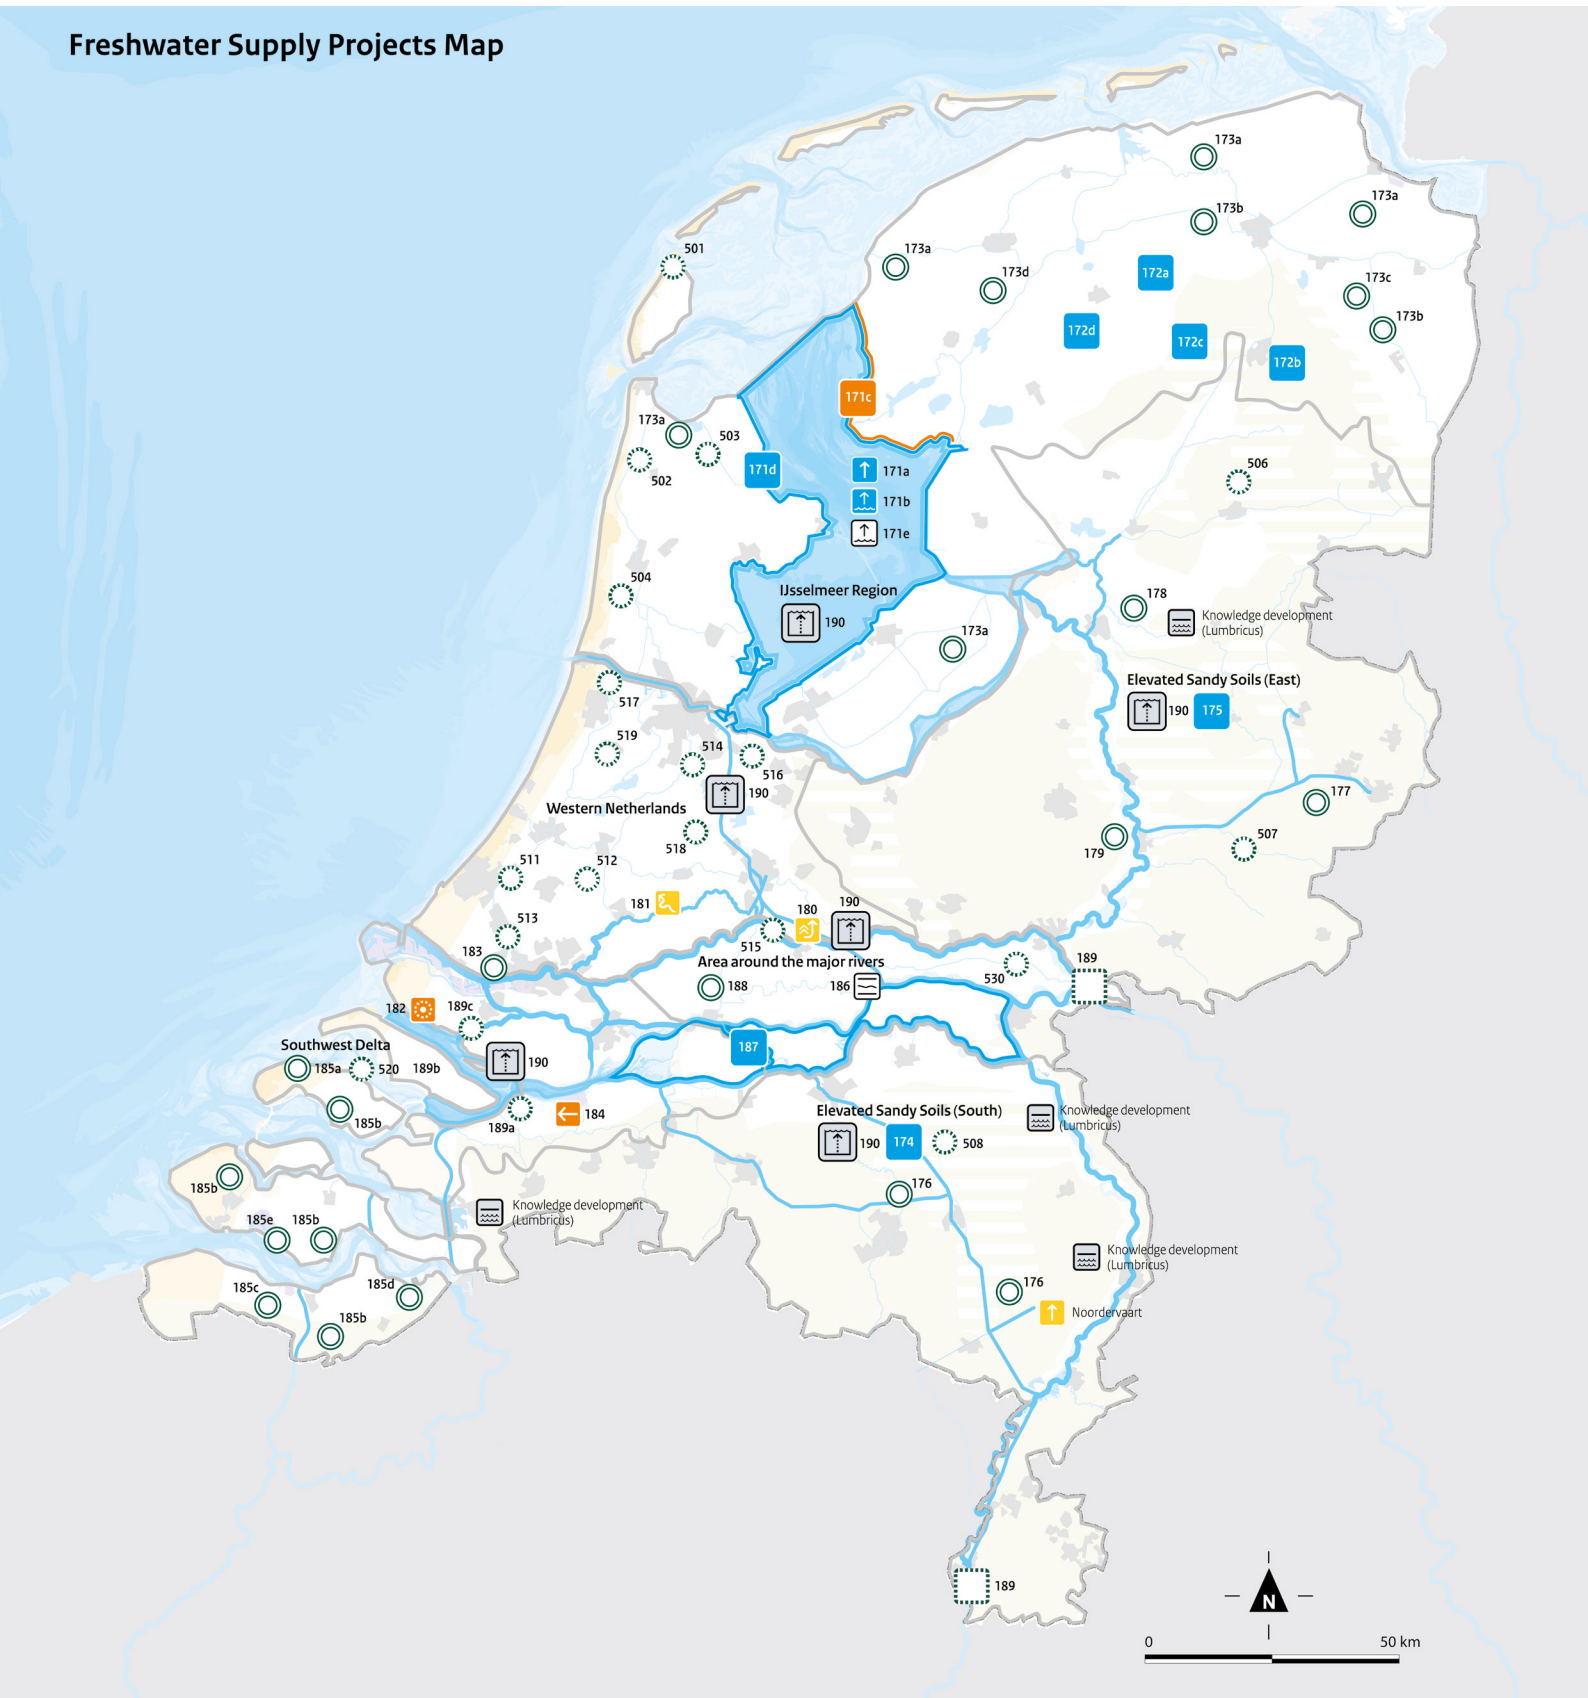 Freshwater Supply Projects Map
173a
173a
173b
501
173a
173d
172a
173c
173b
172d
172c
172b
171c
173a
503
502
171d
171a
171b
171e
506
504
IJsselmeer Region
190
178
Knowledge development
(Lumbricus)
173a
Elevated Sandy Soils (East)
190
175
517
519
514
516
190
Western Netherlands
177
518
507
179
511
512
181
180
190
513
515
183
Area around the major rivers
188
186
530
189
182
189c
187
Southwest Delta
185a
520
189b
190
185b
189a
184
Elevated Sandy Soils (South)
190
174
508
Knowledge development
(Lumbricus)
176
185b
185e
185b
Knowledge development
(Lumbricus)
Knowledge development
(Lumbricus)
185c
185d
185b
176
Noordervaart
189
N
0
50 km